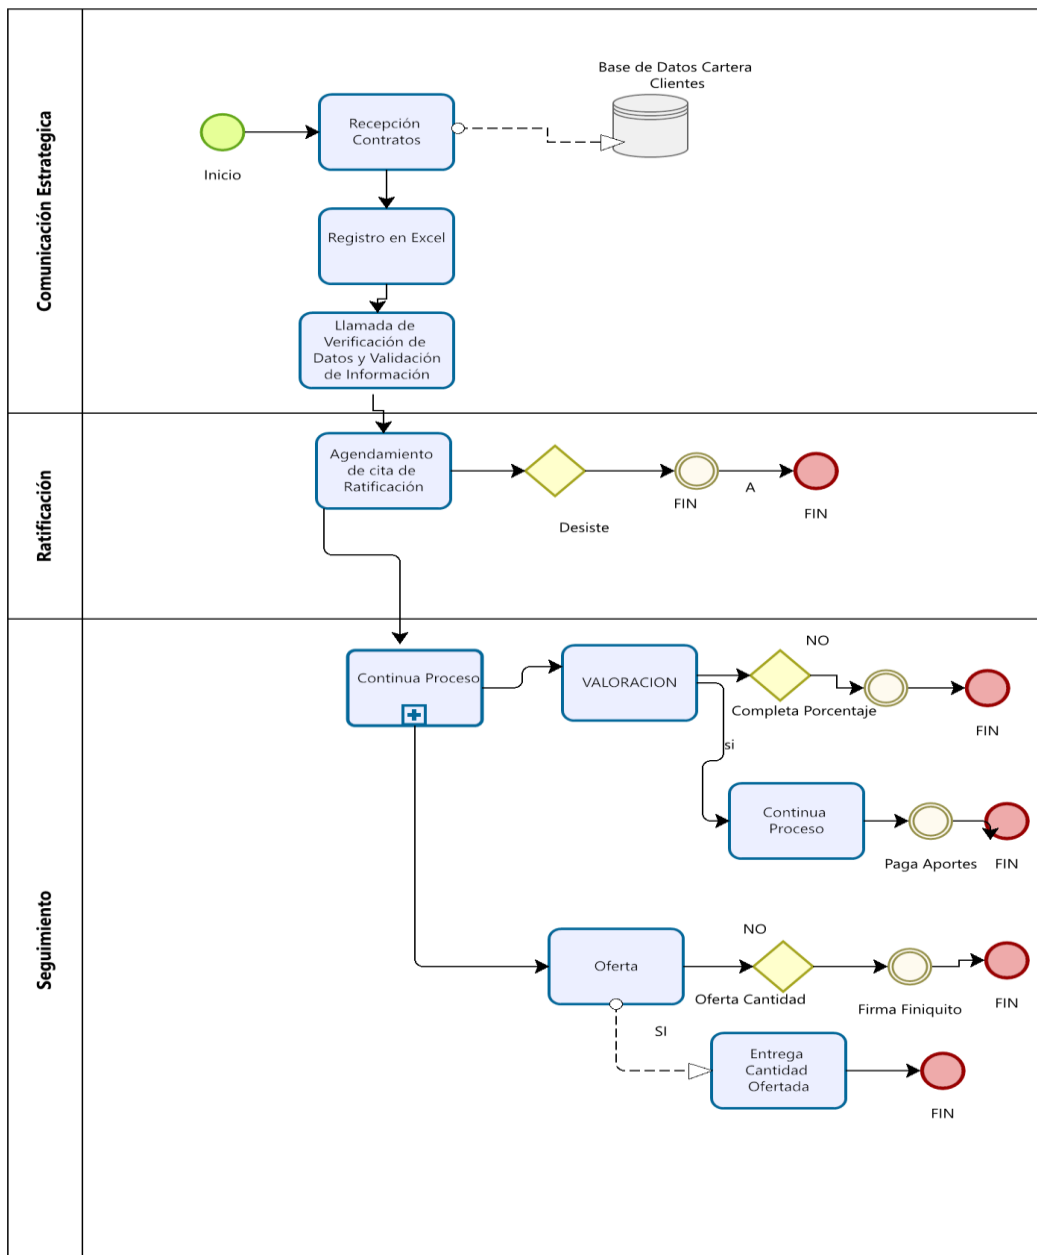 Comunicación Estrategica
Base de Datos Cartera
Clientes
Recepción
Contratos
Inicio
Registro en Excel
Llamada de
Verificación de
Datos y Validación
de Información
Ratificación
Agendamiento
de cita de
Ratificación
Desiste
FIN
A
FIN
Seguimiento
Continua Proceso
VALORACION
NO
Completa Porcentaje
FIN
si
Continua
Proceso
Paga Aportes
FIN
Oferta
NO
Oferta Cantidad
Firma Finiquito
FIN
SI
Entrega
Cantidad
Ofertada
FIN